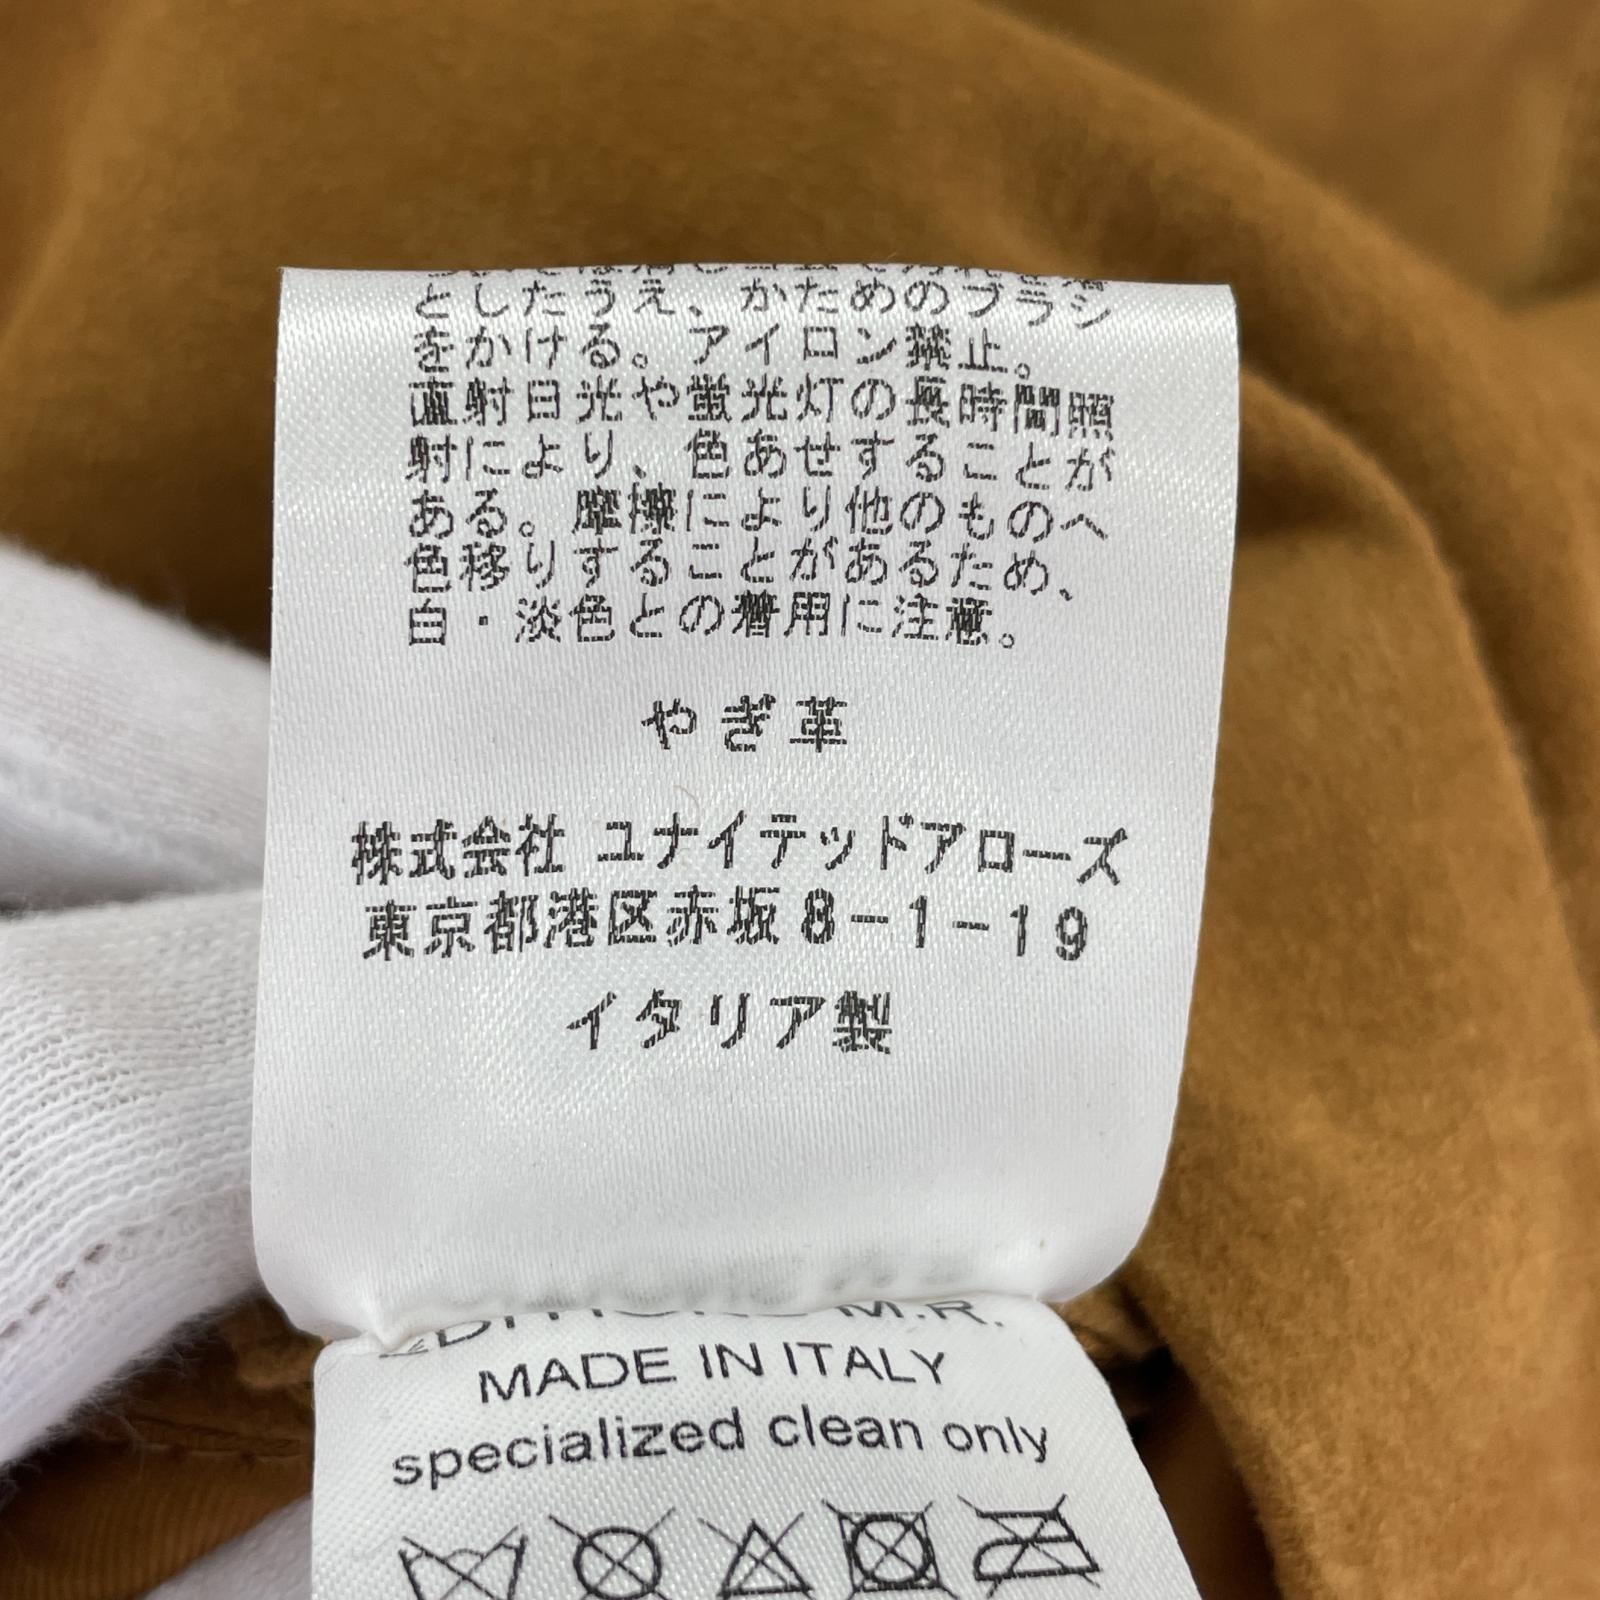 としたうえ、かためのブラシ
をかける。アイロン禁止。
直射日光や蛍光灯の長時間照
射により、色あせすることが
ある。摩擦により他のものへ
色移りすることがあるため、
白・淡色との着用に注意。
やぎ革
株式会社 ユナイテッドアローズ
東京都港区赤坂8-1-19
イタリア製
EDITIONS M.R.
MADE IN ITALY
specialized clean only